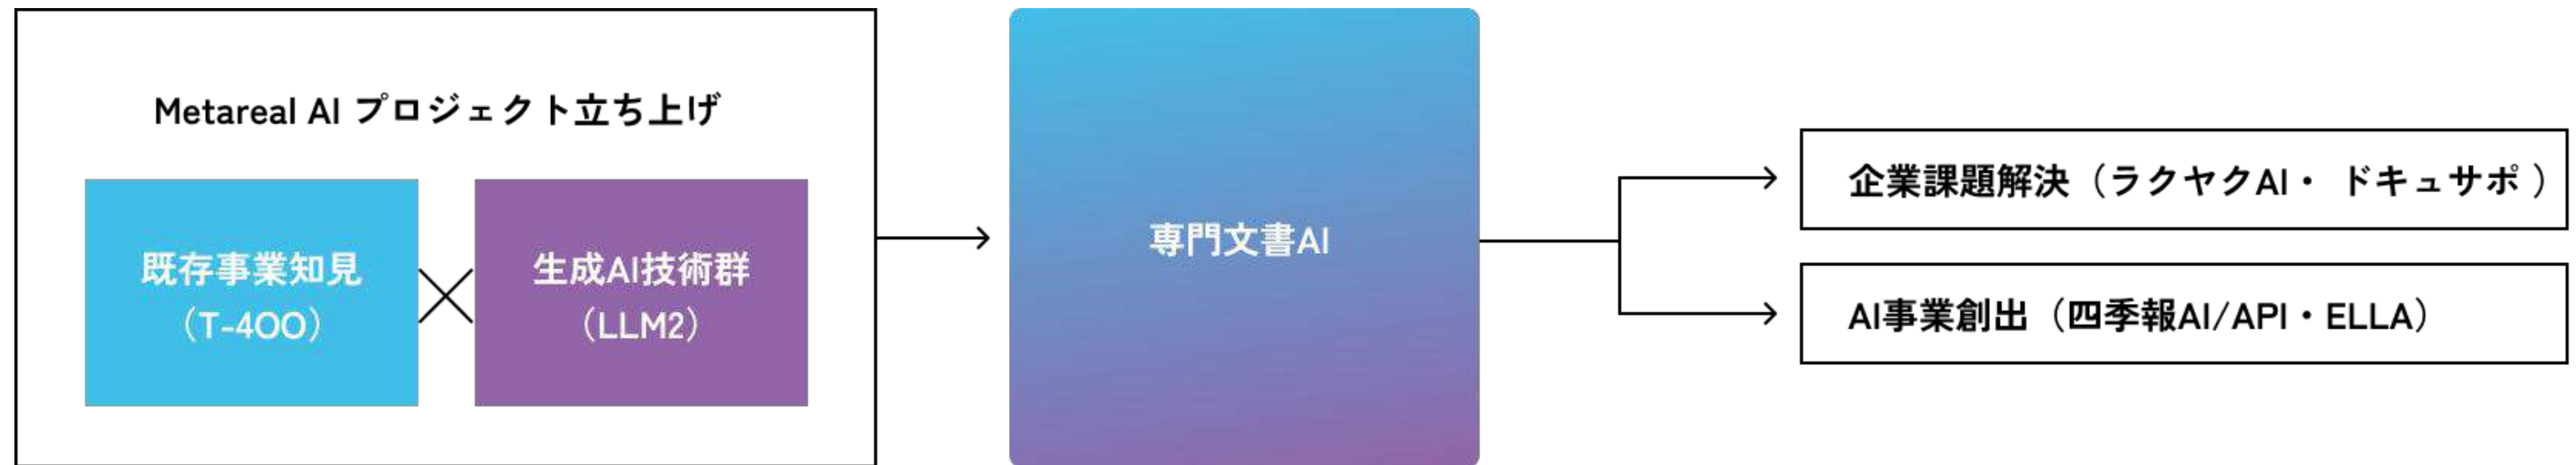 Metareal AI プロジェクト立ち上げ
既存事業知見
（T-400）
生成AI技術群
（LLM2）
専門文書AI
企業課題解決（ラクヤクAI・ ドキュサポ ）
AI事業創出（四季報AI/API・ELLA）